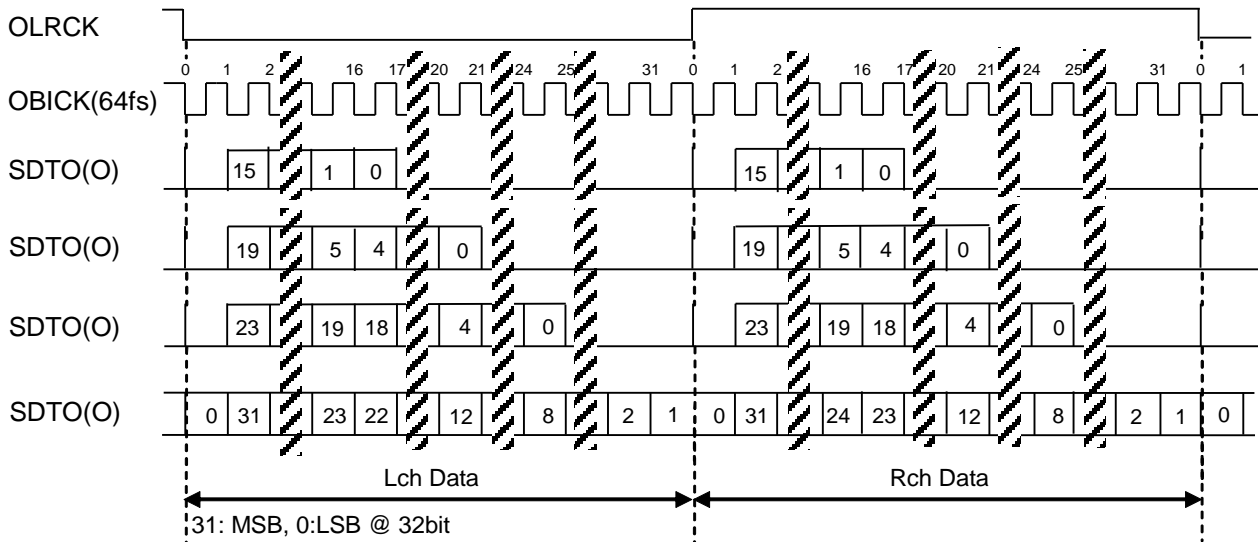 OLRCK
0 1 2 16 17 20 21 24 25 31 0 1 2 16 17 20 21 24 25 31 0 1
OBICK(64fs)
SDTO(O) 15 1 0 15 1 0
SDTO(O) 19 5 4 0 19 5 4 0
SDTO(O) 23 19 18 4 0 23 19 18 4 0
SDTO(O) 0 31 23 22 12 8 2 1 0 31 24 23 12 8 2 1 0
Lch Data Rch Data
31: MSB, 0:LSB @ 32bit